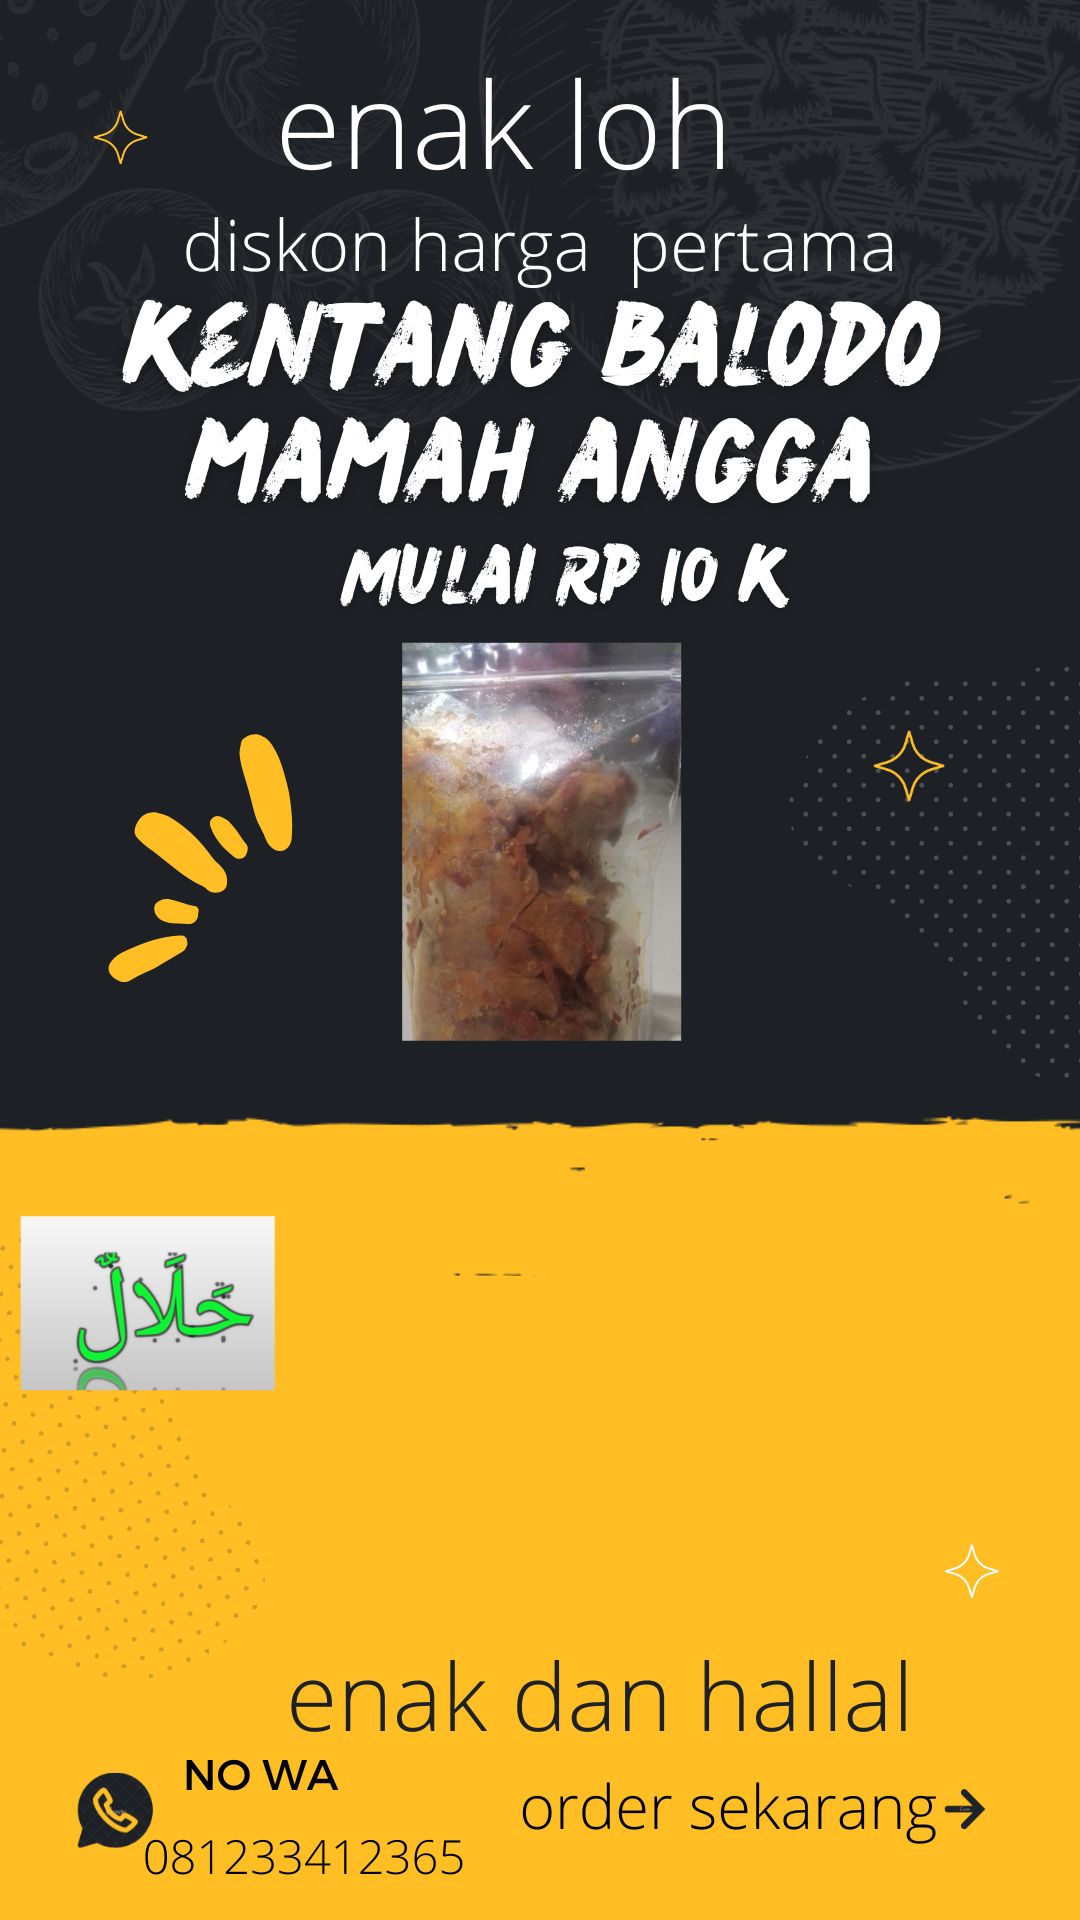 enak loh
diskon harga pertama
KENTANG BALODO
MAMAH ANGGA
MULAI RP 10 K
حَلَالٌ
enak dan hallal
NO WA
order sekarang
081233412365